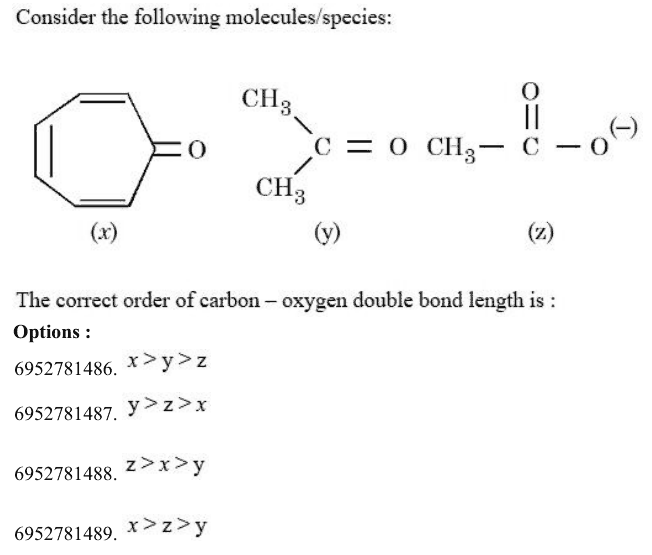 Consider the following molecules/species:
O
CH3
O
||
C = O
CH3 — C — O(–)
CH3
(x) (y) (z)
The correct order of carbon – oxygen double bond length is :
Options :
6952781486. x > y > z
6952781487. y > z > x
6952781488. z > x > y
6952781489. x > z > y